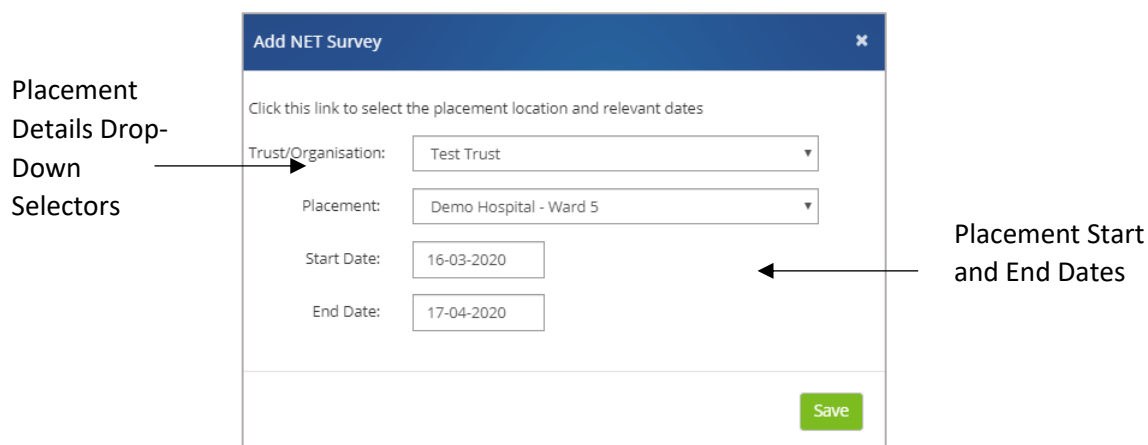 Add NET Survey ×
Placement
Details Drop-
Down
Selectors
Click this link to select the placement location and relevant dates
Trust/Organisation: Test Trust
Placement: Demo Hospital - Ward 5
Start Date: 16-03-2020
End Date: 17-04-2020
Placement Start
and End Dates
Save